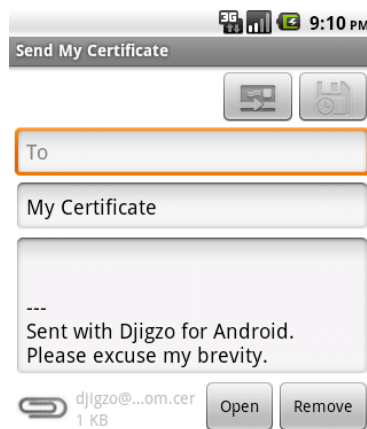 3G 9:10 PM
Send My Certificate
To
My Certificate
---
Sent with Djigzo for Android.
Please excuse my brevity.
djigzo@...om.cer
1 KB
Open
Remove